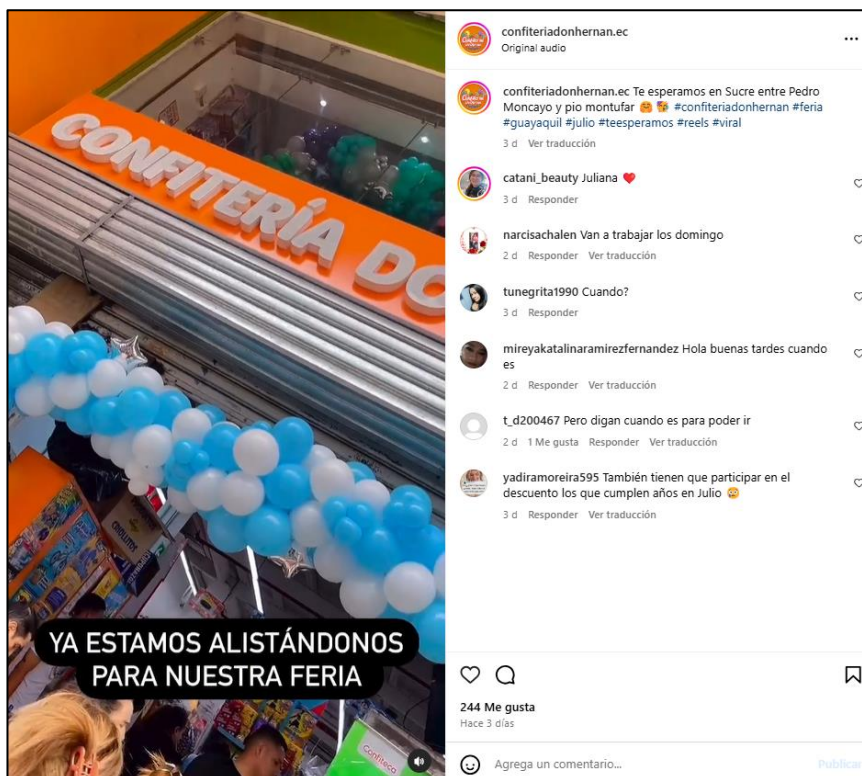 CONFITERÍA DO
YA ESTAMOS ALISTÁNDONOS
PARA NUESTRA FERIA
Confiteca
confiteriadonhernan.ec
Original audio
confiteriadonhernan.ec Te esperamos en Sucre entre Pedro
Moncayo y pio montufar 🤗 🥳 #confiteriadonhernan #feria
#guayaquil #julio #teesperamos #reels #viral
3 d Ver traducción
catani_beauty Juliana ❤️
3 d Responder
narcisachalen Van a trabajar los domingo
2 d Responder Ver traducción
tunegrita1990 Cuando?
3 d Responder
mireyakatalinaramirezfernandez Hola buenas tardes cuando
es
2 d Responder Ver traducción
t_d200467 Pero digan cuando es para poder ir
2 d 1 Me gusta Responder Ver traducción
yadiramoreira595 También tienen que participar en el
descuento los que cumplen años en Julio 😳
3 d Responder Ver traducción
244 Me gusta
Hace 3 días
Agrega un comentario...
Publicar